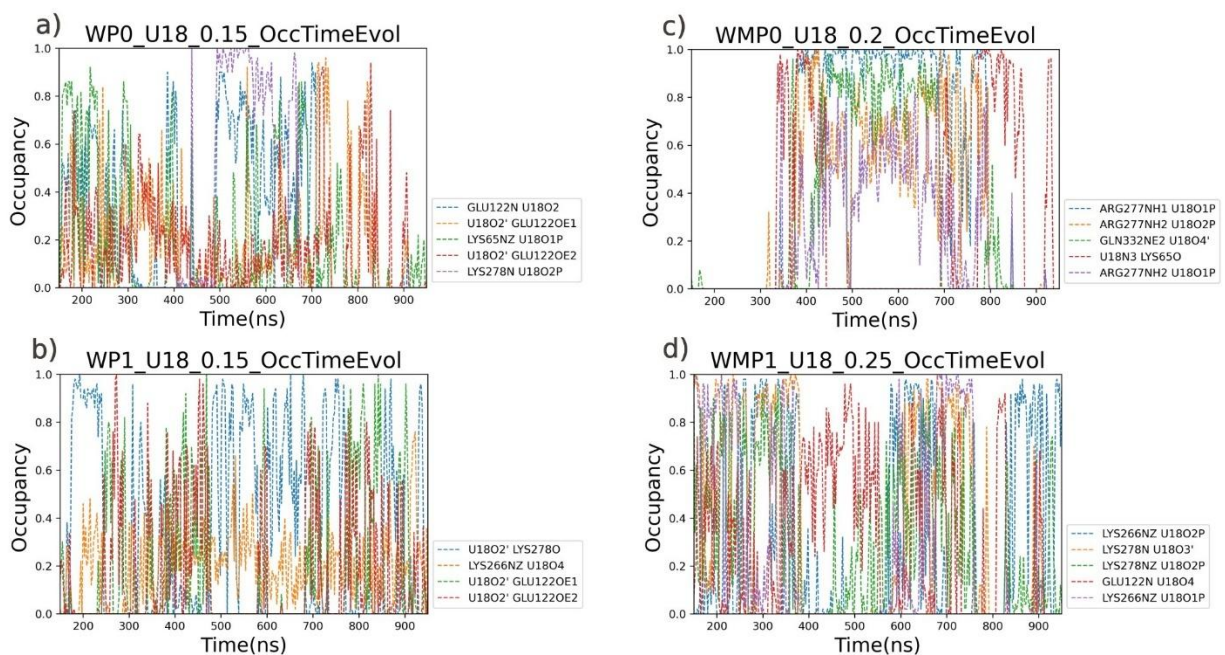 a)
WP0_U18_0.15_OccTimeEvol
1.0
0.8
0.6
0.4
0.2
0.0
Occupancy
200 300 400 500 600 700 800 900
Time(ns)
GLU122N U18O2
U18O2' GLU122OE1
LYS65NZ U18O1P
U18O2' GLU122OE2
LYS278N U18O2P
c)
WMP0_U18_0.2_OccTimeEvol
1.0
0.8
0.6
0.4
0.2
0.0
Occupancy
200 300 400 500 600 700 800 900
Time(ns)
ARG277NH1 U18O1P
ARG277NH2 U18O2P
GLN332NE2 U18O4'
U18N3 LYS65O
ARG277NH2 U18O1P
b)
WP1_U18_0.15_OccTimeEvol
1.0
0.8
0.6
0.4
0.2
0.0
Occupancy
200 300 400 500 600 700 800 900
Time(ns)
U18O2' LYS278O
LYS266NZ U18O4
U18O2' GLU122OE1
U18O2' GLU122OE2
d)
WMP1_U18_0.25_OccTimeEvol
1.0
0.8
0.6
0.4
0.2
0.0
Occupancy
200 300 400 500 600 700 800 900
Time(ns)
LYS266NZ U18O2P
LYS278N U18O3'
LYS278NZ U18O2P
GLU122N U18O4
LYS266NZ U18O1P